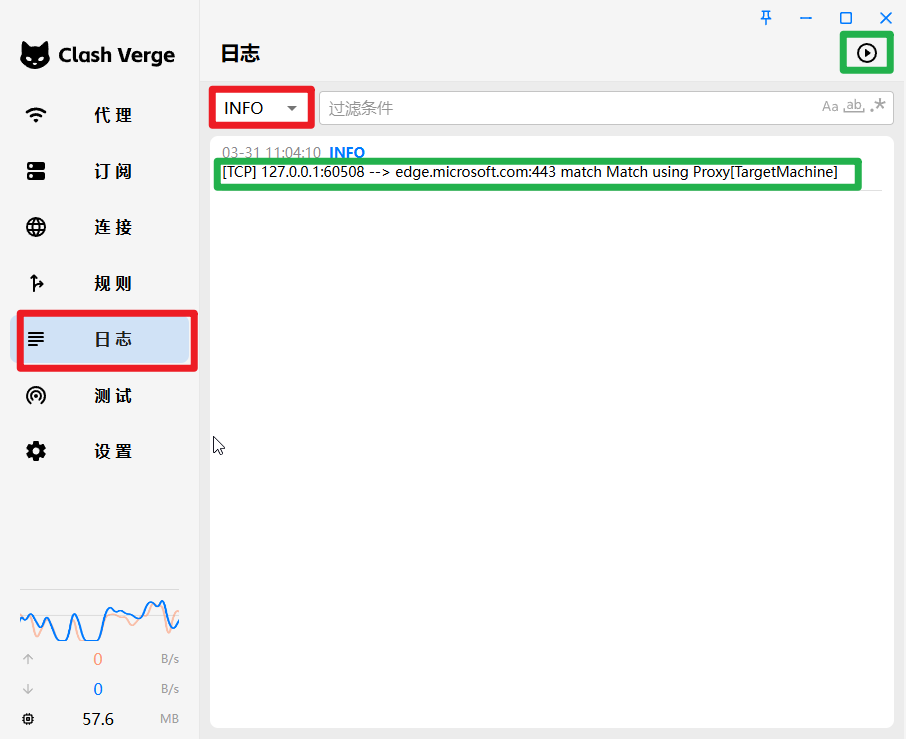 Clash Verge
代 理
订 阅
连 接
规 则
日 志
测 试
设 置
0 B/s
0 B/s
57.6 MB
日志
INFO
过滤条件 Aa ab, .*
03-31 11:04:10 INFO
[TCP] 127.0.0.1:60508 --> edge.microsoft.com:443 match Match using Proxy[TargetMachine]